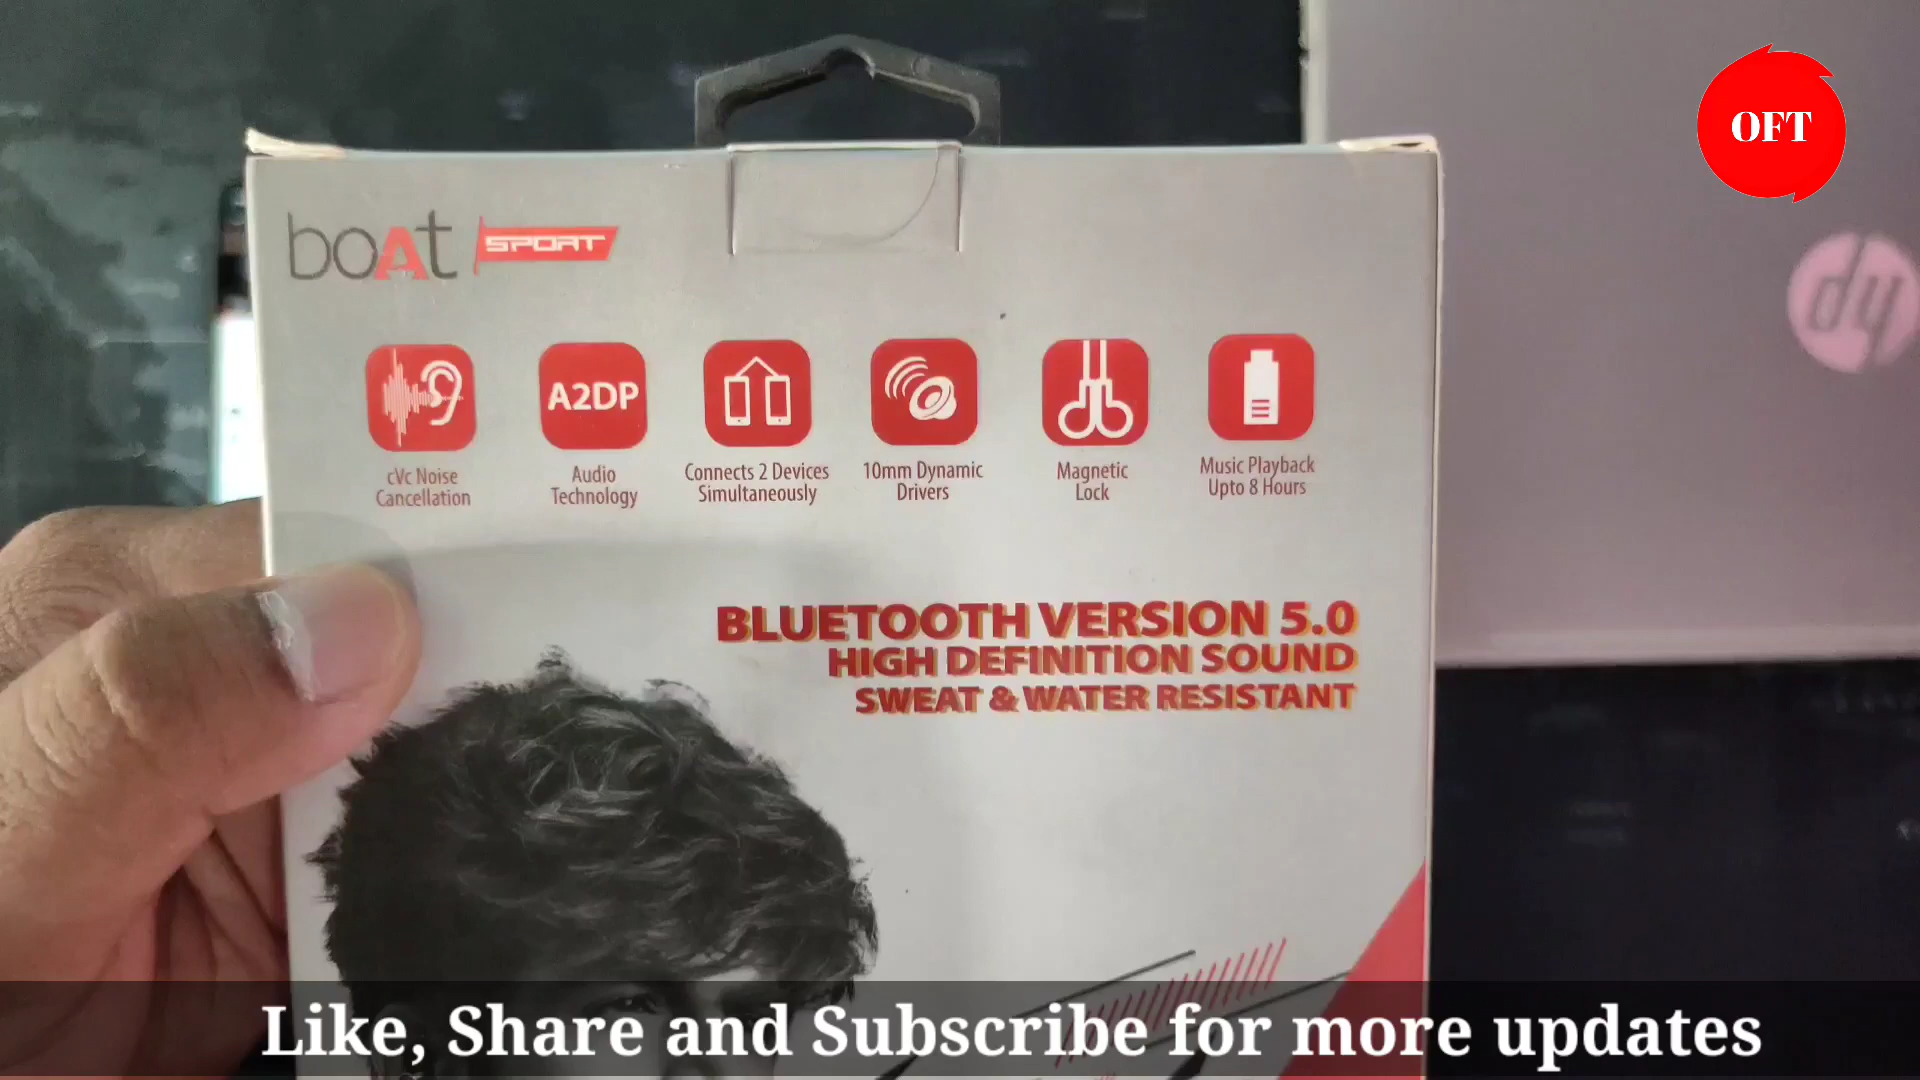 OFT
boAt SPORT
hp
A2DP
cVc Noise
Cancellation
Audio
Technology
Connects 2 Devices
Simultaneously
10mm Dynamic
Drivers
Magnetic
Lock
Music Playback
Upto 8 Hours
BLUETOOTH VERSION 5.0
HIGH DEFINITION SOUND
SWEAT & WATER RESISTANT
Like, Share and Subscribe for more updates